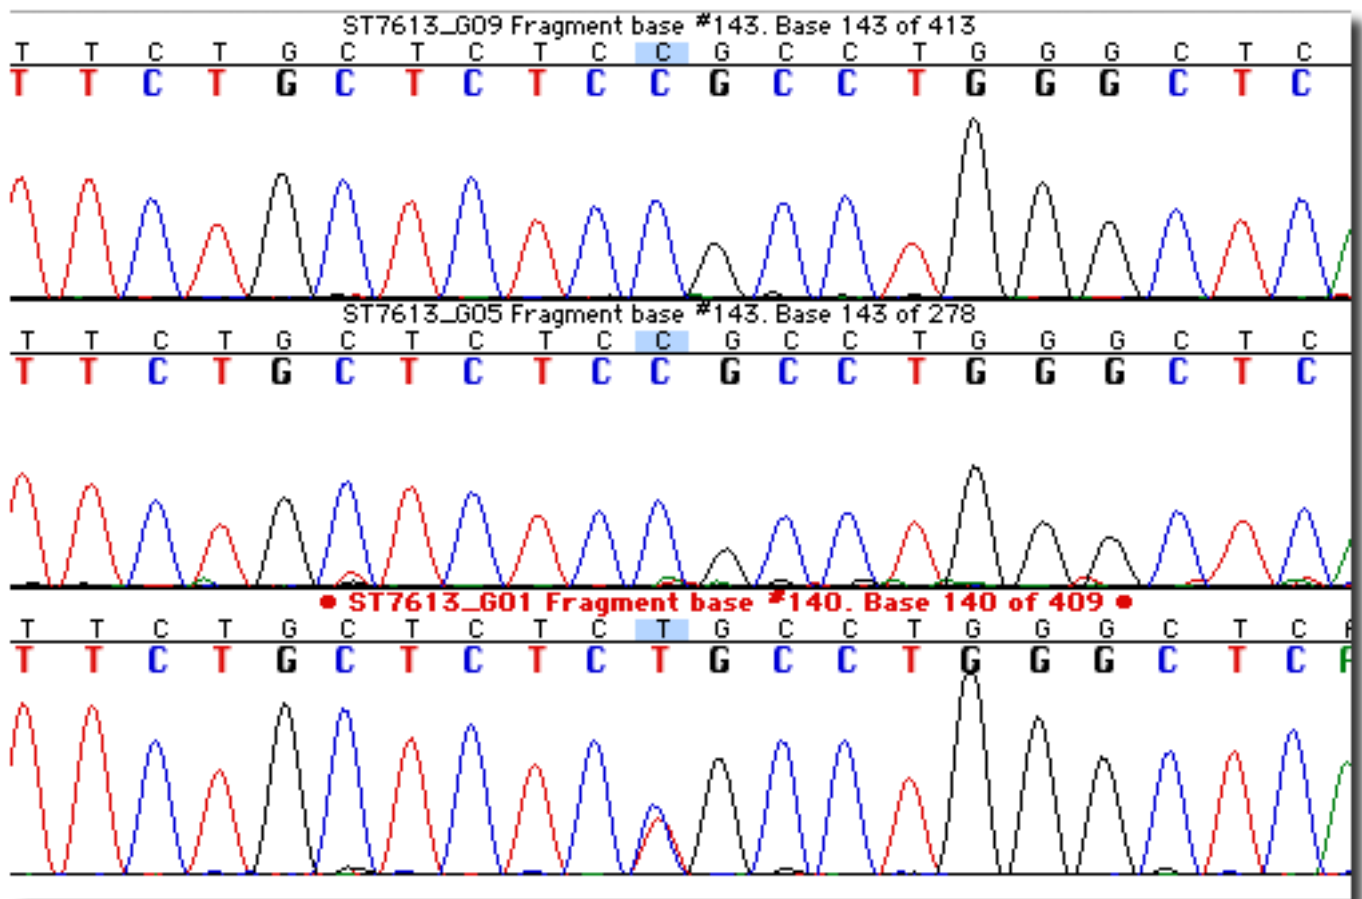 ST7613_G09 Fragment base #143. Base 143 of 413
T T C T G C T C T C C G C C T G G G C T C
T T C T G C T C T C C G C C T G G G C T C
ST7613_G05 Fragment base #143. Base 143 of 278
T T C T G C T C T C C G C C T G G G C T C
T T C T G C T C T C C G C C T G G G C T C
● ST7613_G01 Fragment base #140. Base 140 of 409 ●
T T C T G C T C T C T G C C T G G G C T C
T T C T G C T C T C T G C C T G G G C T C